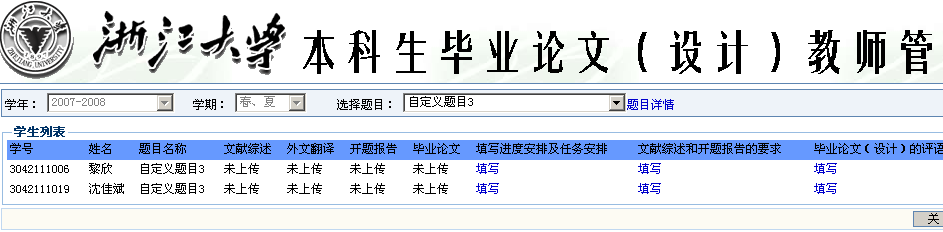 浙江大学 本科生毕业论文（设计）教师管
学年： 2007-2008 学期： 春、夏 选择题目： 自定义题目3 题目详情
学生列表
学号 姓名 题目名称 文献综述 外文翻译 开题报告 毕业论文 填写进度安排及任务安排 文献综述和开题报告的要求 毕业论文（设计）的评语
3042111006 黎欣 自定义题目3 未上传 未上传 未上传 未上传 填写 填写 填写
3042111019 沈佳斌 自定义题目3 未上传 未上传 未上传 未上传 填写 填写 填写
关